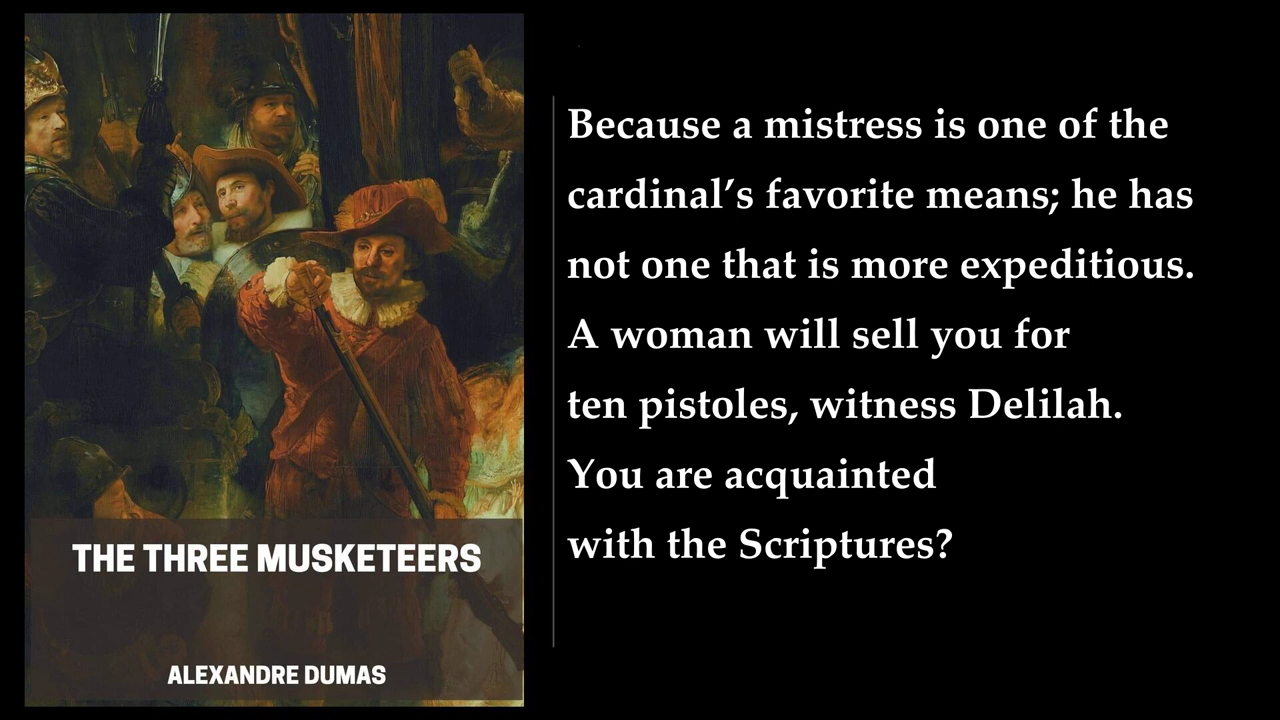 THE THREE MUSKETEERS
ALEXANDRE DUMAS
Because a mistress is one of the
cardinal’s favorite means; he has
not one that is more expeditious.
A woman will sell you for
ten pistoles, witness Delilah.
You are acquainted
with the Scriptures?